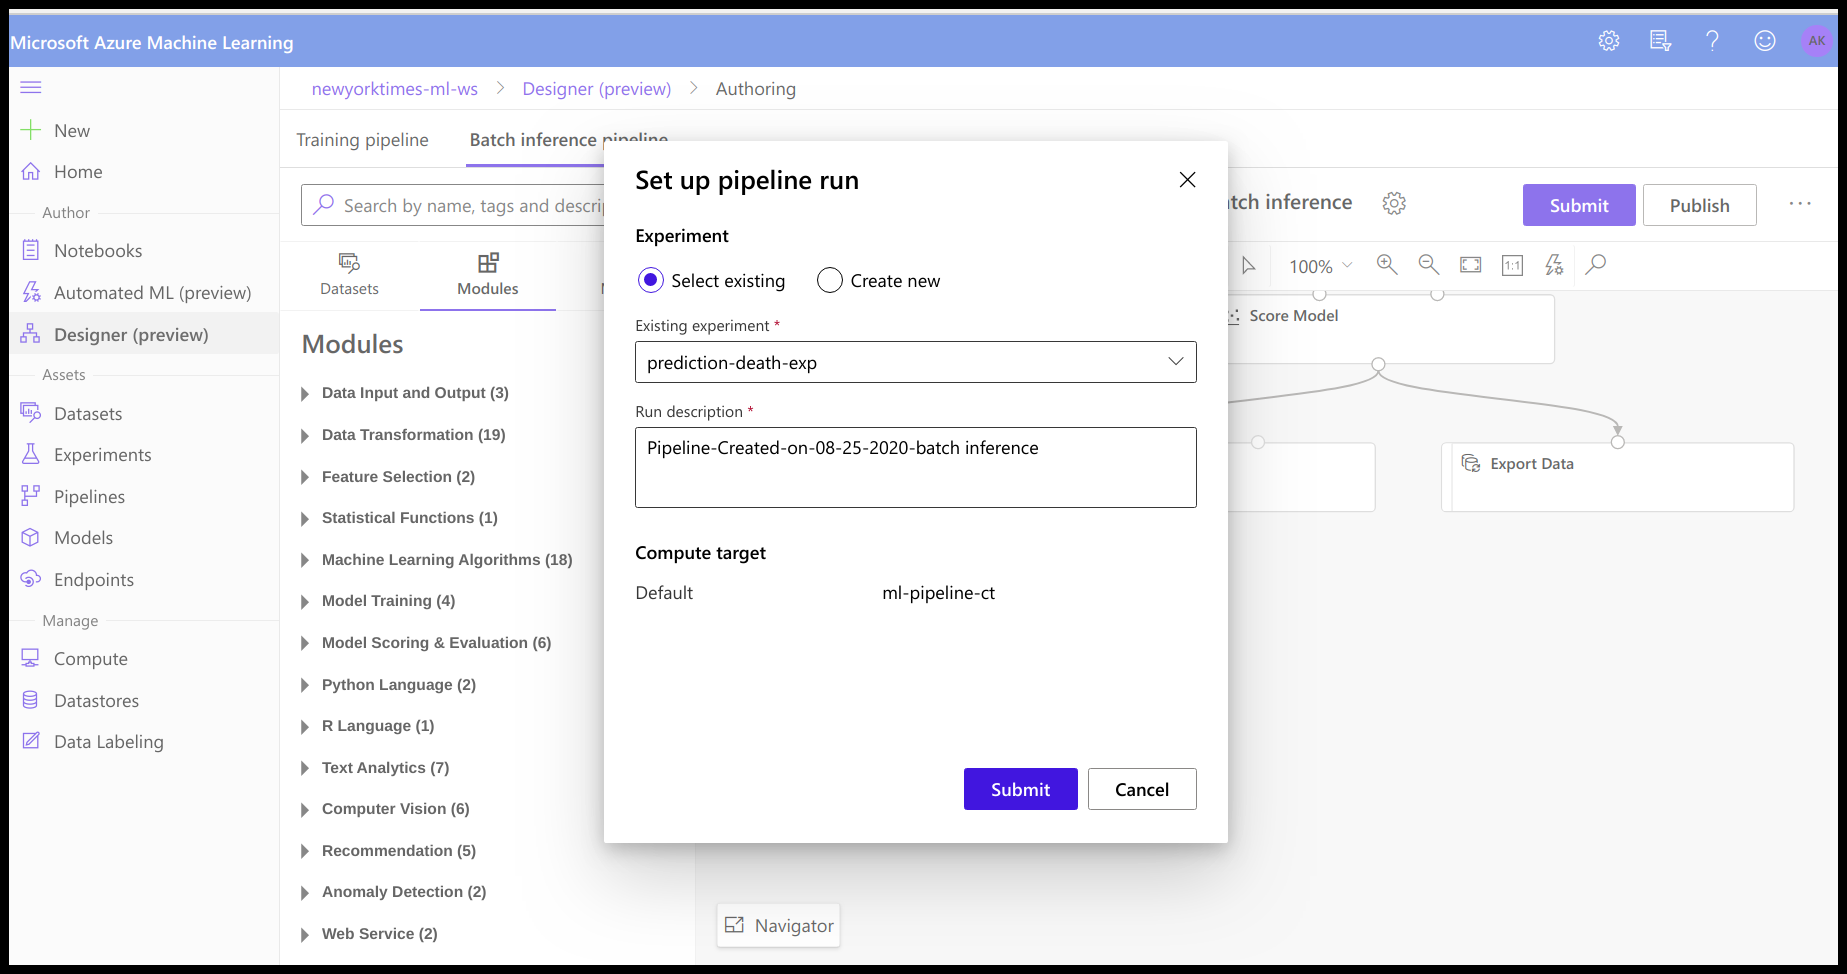 Microsoft Azure Machine Learning
AK
newyorktimes-ml-ws > Designer (preview) > Authoring
New
Home
Author
Notebooks
Automated ML (preview)
Designer (preview)
Assets
Datasets
Experiments
Pipelines
Models
Endpoints
Manage
Compute
Datastores
Data Labeling
Training pipeline
Batch inference pipeline
Search by name, tags and descrip
Datasets
Modules
Modules
Data Input and Output (3)
Data Transformation (19)
Feature Selection (2)
Statistical Functions (1)
Machine Learning Algorithms (18)
Model Training (4)
Model Scoring & Evaluation (6)
Python Language (2)
R Language (1)
Text Analytics (7)
Computer Vision (6)
Recommendation (5)
Anomaly Detection (2)
Web Service (2)
Set up pipeline run
Experiment
Select existing
Create new
Existing experiment *
prediction-death-exp
Run description *
Pipeline-Created-on-08-25-2020-batch inference
Compute target
Default ml-pipeline-ct
Submit
Cancel
tch inference
Submit
Publish
...
100%
1:1
Score Model
Export Data
Navigator